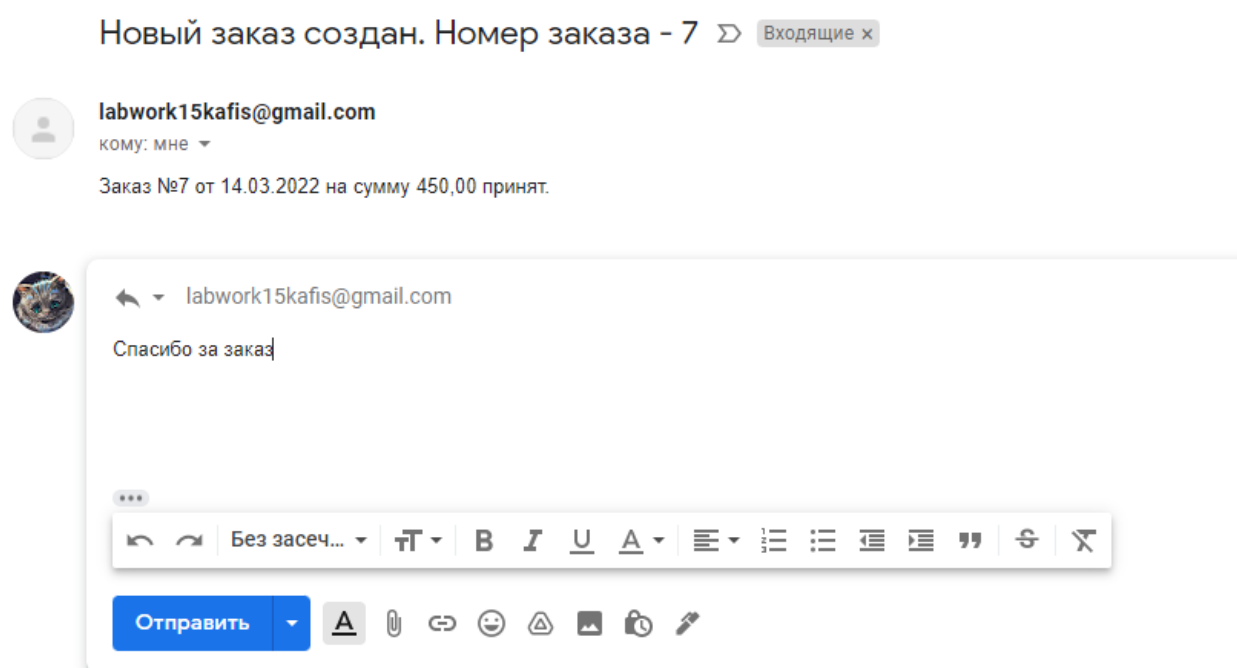 Новый заказ создан. Номер заказа - 7 Входящие ×
labwork15kafis@gmail.com
кому: мне
Заказ №7 от 14.03.2022 на сумму 450,00 принят.
labwork15kafis@gmail.com
Спасибо за заказ
Без засеч...
Отправить